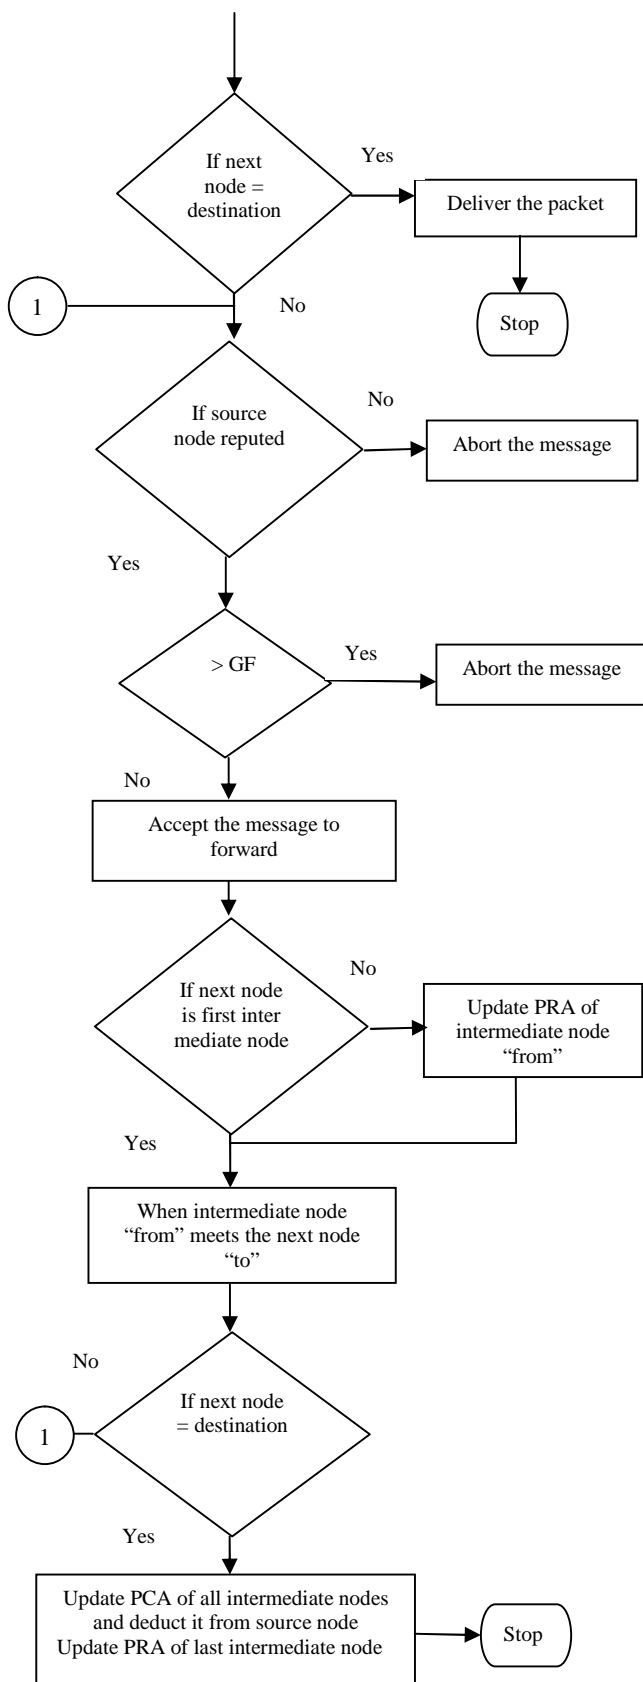 If next
node =
destination
Yes
Deliver the packet
Stop
1
No
If source
node reputed
No
Abort the message
Yes
> GF
Yes
Abort the message
No
Accept the message to
forward
If next node
is first inter
mediate node
No
Update PRA of
intermediate node
“from”
Yes
When intermediate node
“from” meets the next node
“to”
No
If next node
= destination
1
Yes
Update PCA of all intermediate nodes
and deduct it from source node
Update PRA of last intermediate node
Stop